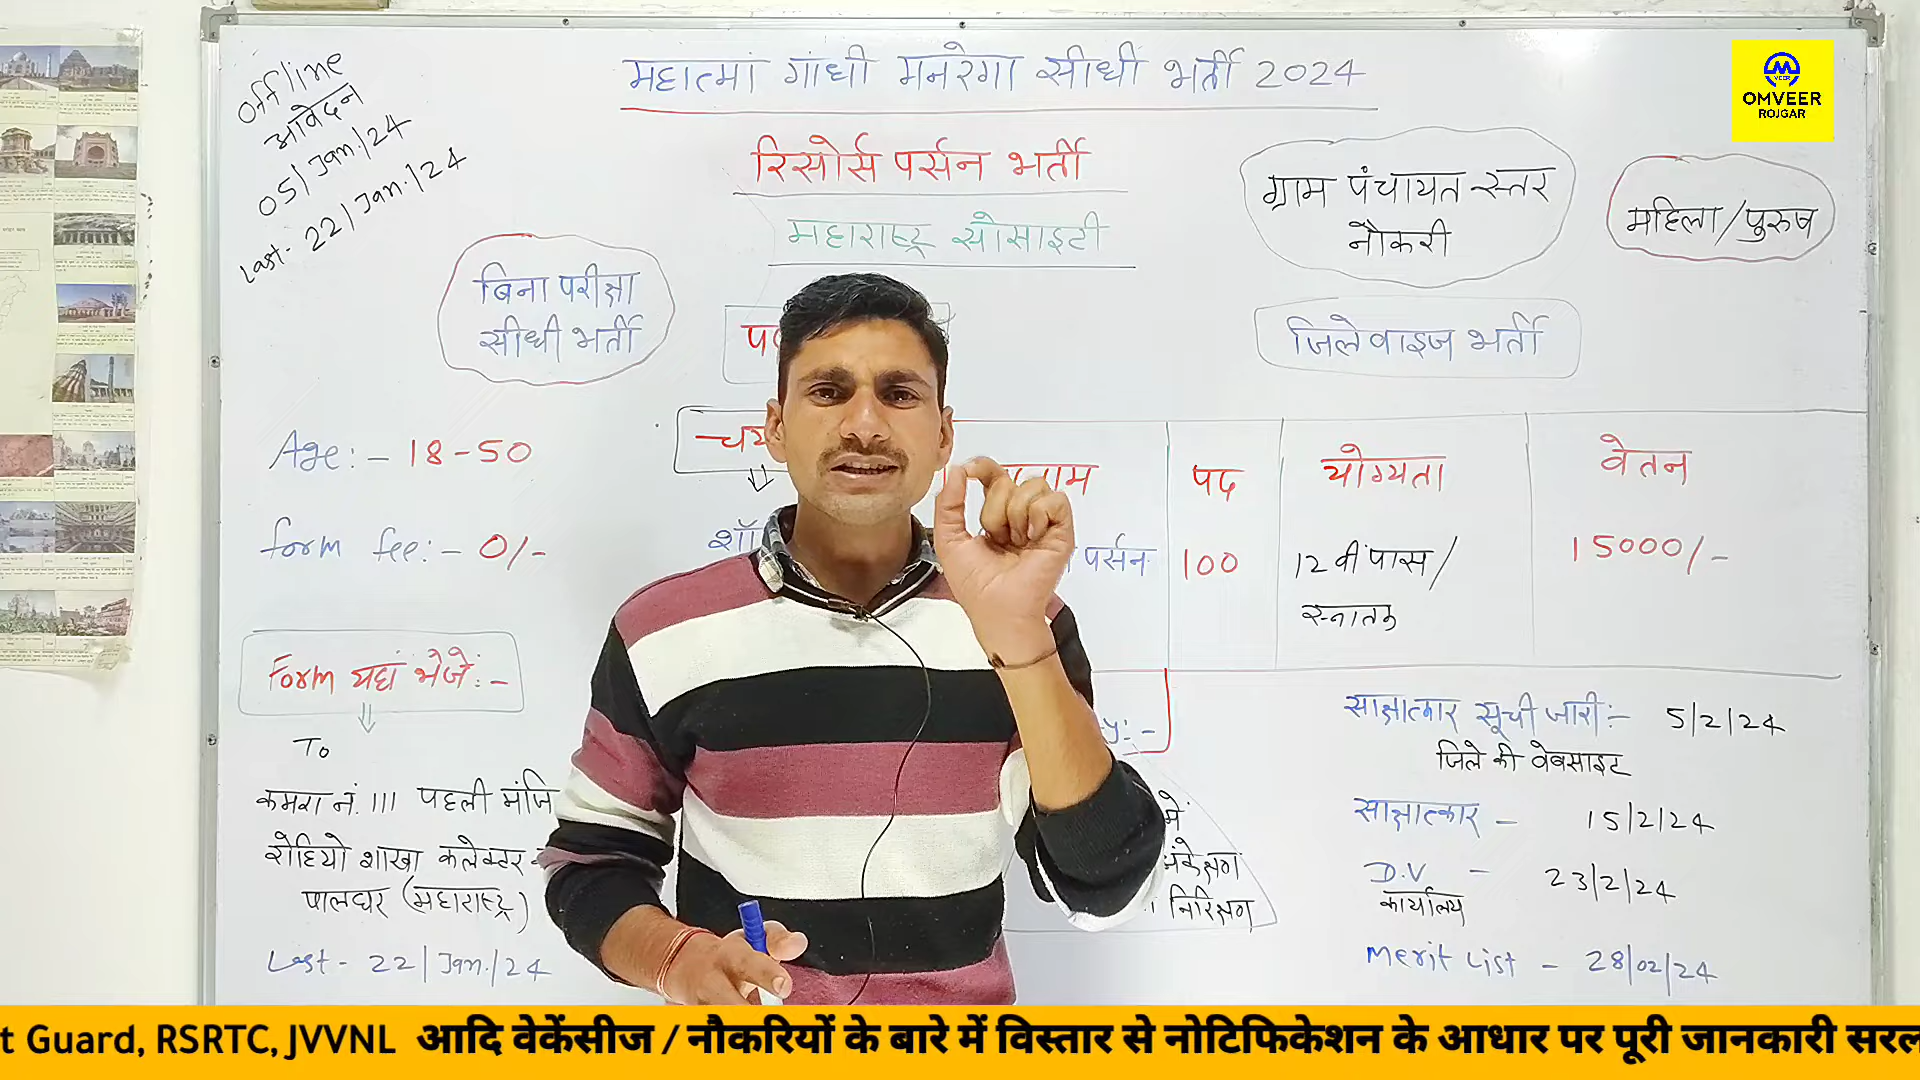 महात्मां गांधी मनरेगा सीधी भर्ती 2024
offline
आवेदन
05/Jan./24
Last- 22/Jan./24
OMVEER
ROJGAR
रिसोर्स पर्सन भर्ती
महाराष्ट्र सोसाइटी
ग्राम पंचायत स्तर
नौकरी
महिला/पुरुष
बिना परीक्षा
सीधी भर्ती
जिलेवाइज भर्ती
Age:- 18-50
form fee:- 0/-
नाम पद योग्यता वेतन
पर्सन 100 12वीं पास/ 15000/-
स्नातक
Form यहां भेजें:-
To
कमरा नं. 111 पहली
रोहियो शाखा कलेक्टर
पालघर (महाराष्ट्र)
Last- 22/Jan./24
निरिक्षण
साक्षात्कार सूची जारी:- 5/2/24
जिले की वेबसाइट
साक्षात्कार - 15/2/24
D.V - 23/2/24
कार्यालय
Merit List - 28/02/24
t Guard, RSRTC, JVVNL आदि वेकेंसीज / नौकरियों के बारे में विस्तार से नोटिफिकेशन के आधार पर पूरी जानकारी सरल